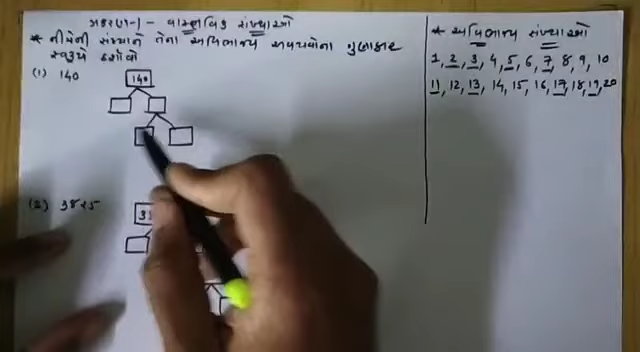 પ્રકરણ-1 - વાસ્તવિક સંખ્યાઓ
* નીચેની સંખ્યાને તેના અવિભાજ્ય અવયવોના ગુણાકાર
સ્વરૂપે દર્શાવો
(1) 140
140
(2) 3825
38
* અવિભાજ્ય સંખ્યાઓ
1, 2, 3, 4, 5, 6, 7, 8, 9, 10
11, 12, 13, 14, 15, 16, 17, 18, 19, 20